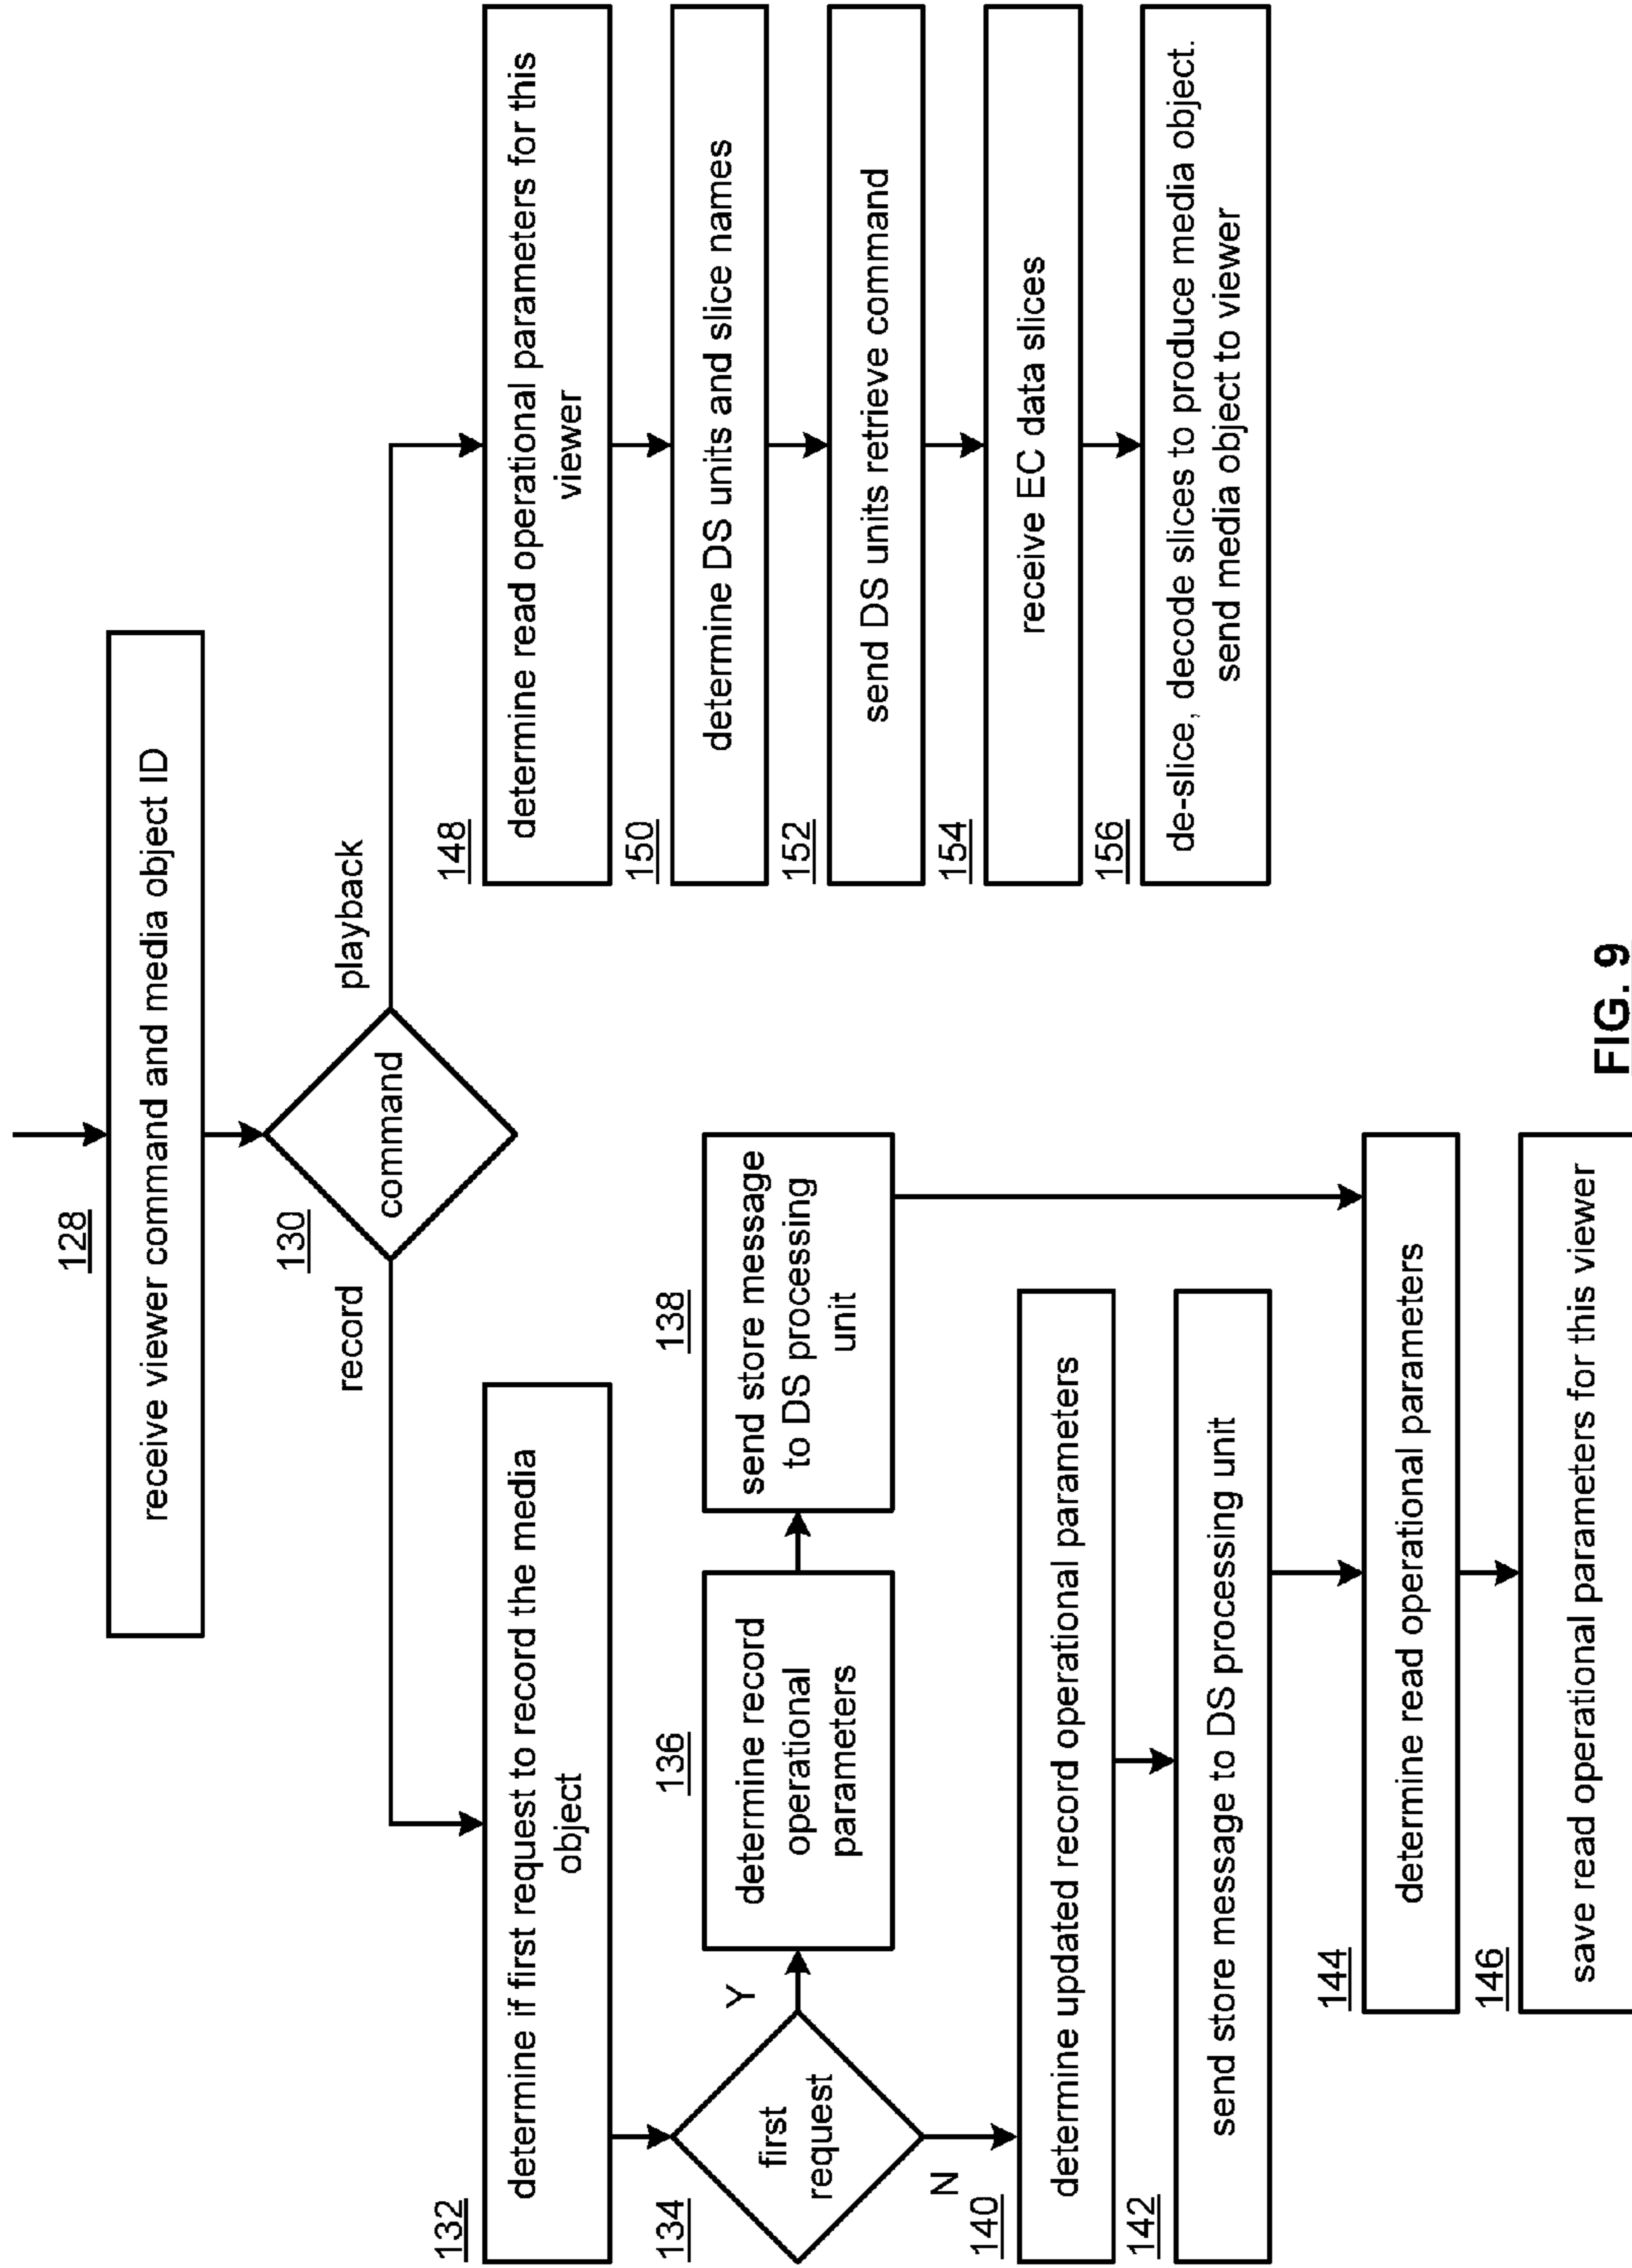 128
receive viewer command and media object ID
130
command
record
playback
132
determine if first request to record the media
object
134
first
request
Y
N
136
determine record
operational
parameters
138
send store message
to DS processing
unit
140
determine updated record operational parameters
142
send store message to DS processing unit
144
determine read operational parameters
146
save read operational parameters for this viewer
148
determine read operational parameters for this
viewer
150
determine DS units and slice names
152
send DS units retrieve command
154
receive EC data slices
156
de-slice, decode slices to produce media object.
send media object to viewer
FIG. 9